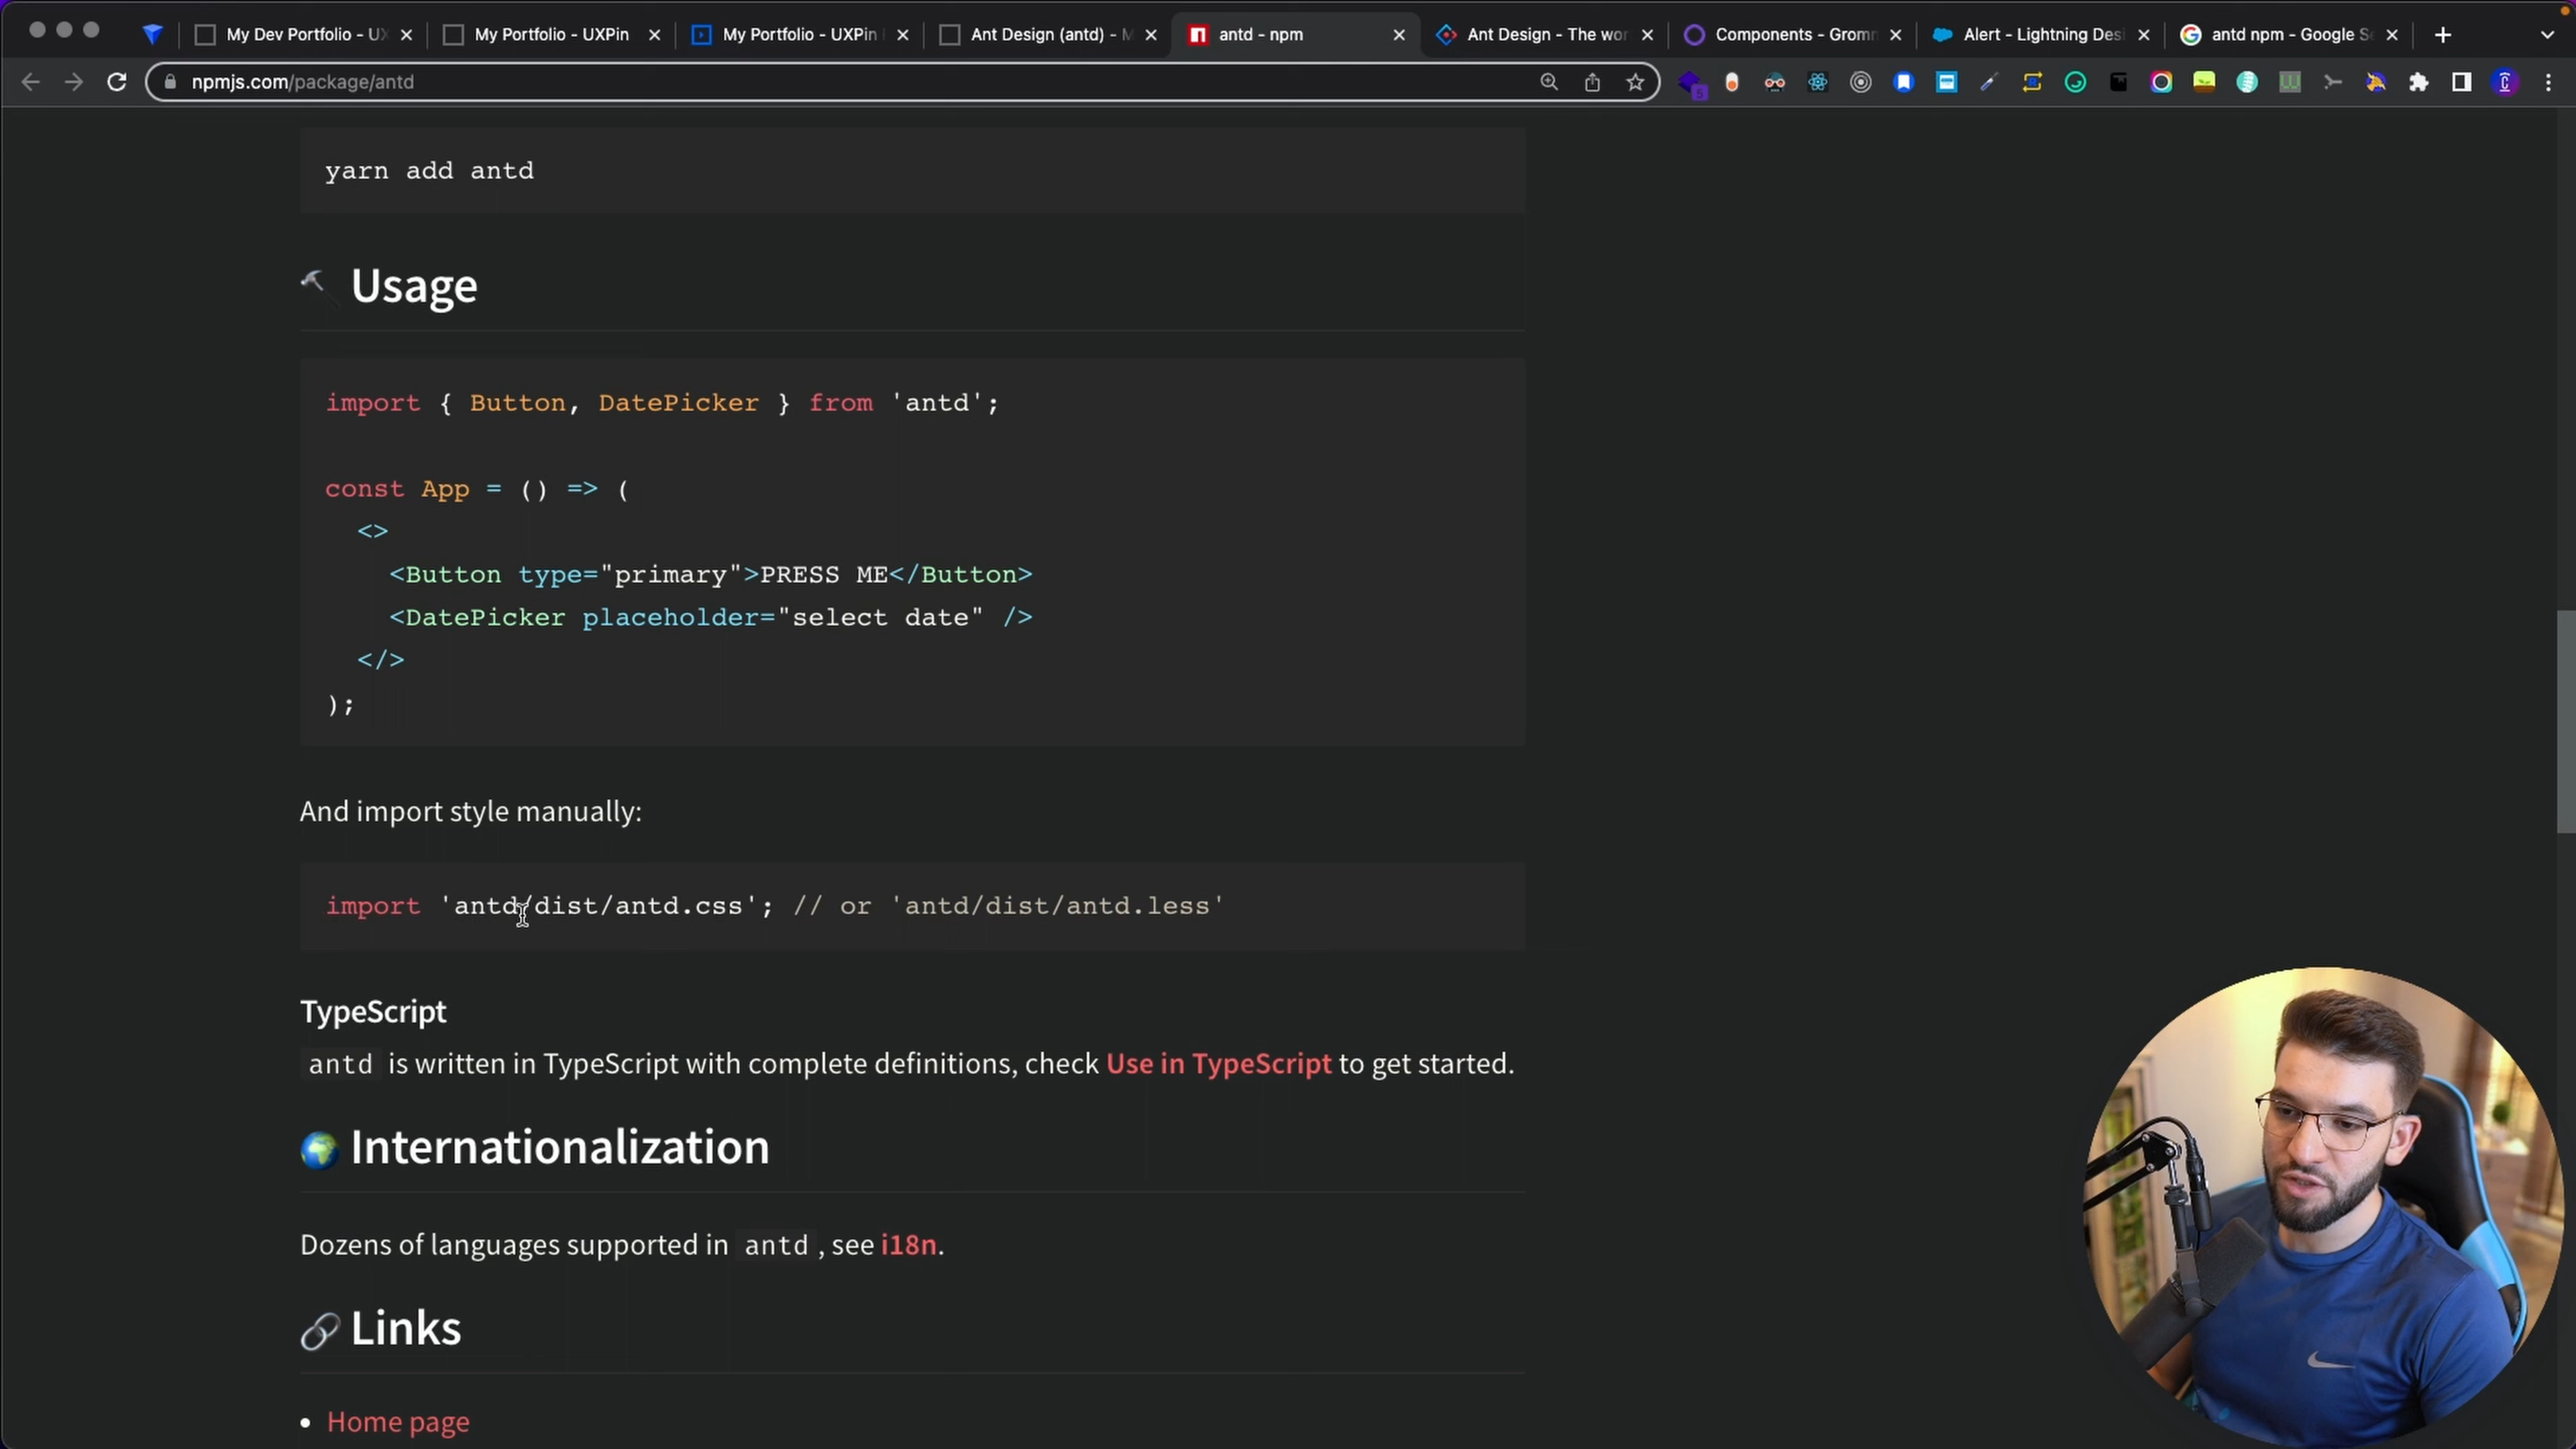 My Dev Portfolio - UX
My Portfolio - UXPin
My Portfolio - UXPin
Ant Design (antd) - M
antd - npm
Ant Design - The wor
Components - Gromm
Alert - Lightning Des
antd npm - Google Se
npmjs.com/package/antd
5
yarn add antd
Usage
import { Button, DatePicker } from 'antd';
const App = () => (
<>
<Button type="primary">PRESS ME</Button>
<DatePicker placeholder="select date" />
</>
);
And import style manually:
import 'antd/dist/antd.css'; // or 'antd/dist/antd.less'
TypeScript
antd is written in TypeScript with complete definitions, check Use in TypeScript to get started.
Internationalization
Dozens of languages supported in antd, see i18n.
Links
• Home page